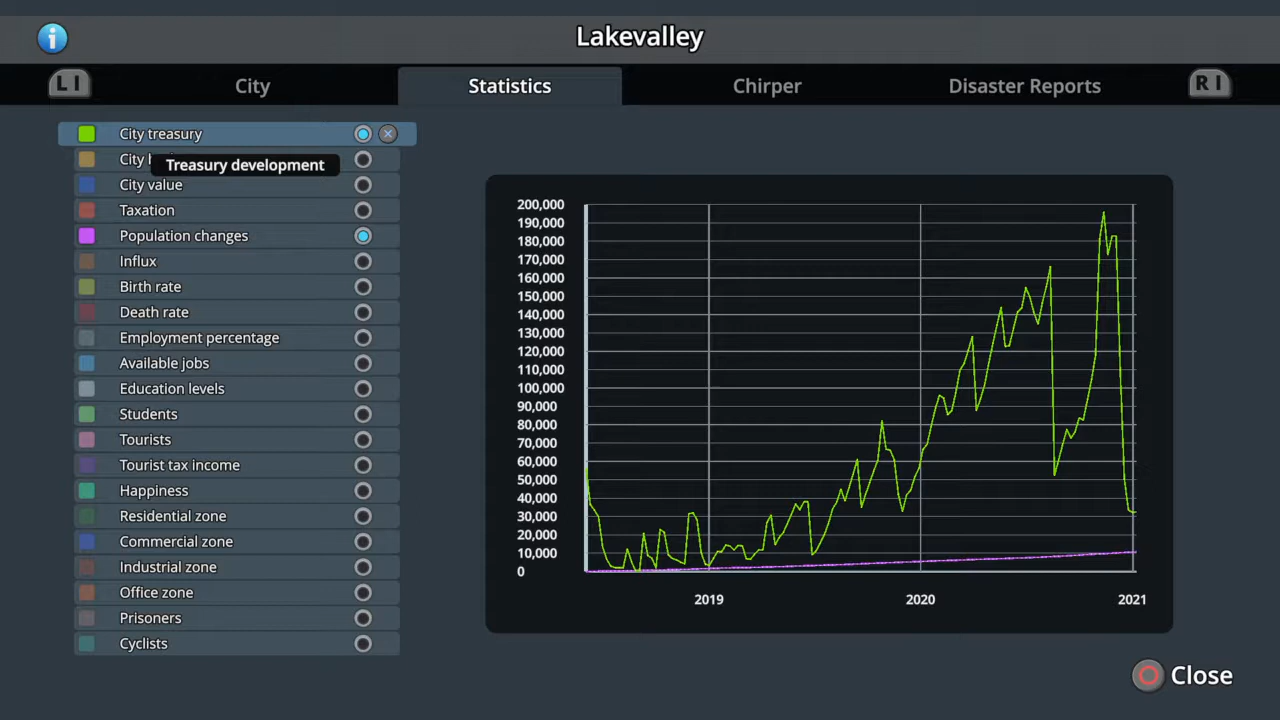 Lakevalley
L1
City
Statistics
Chirper
Disaster Reports
R1
City treasury
City
Treasury development
City value
Taxation
Population changes
Influx
Birth rate
Death rate
Employment percentage
Available jobs
Education levels
Students
Tourists
Tourist tax income
Happiness
Residential zone
Commercial zone
Industrial zone
Office zone
Prisoners
Cyclists
200,000
190,000
180,000
170,000
160,000
150,000
140,000
130,000
120,000
110,000
100,000
90,000
80,000
70,000
60,000
50,000
40,000
30,000
20,000
10,000
0
2019
2020
2021
Close